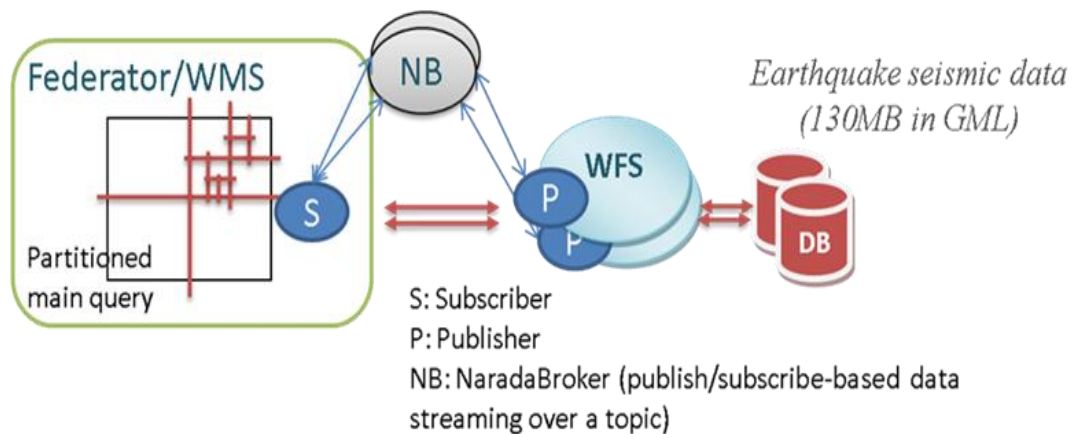 Federator/WMS
NB
Earthquake seismic data
(130MB in GML)
WFS
P
S
P
DB
Partitioned
main query
S: Subscriber
P: Publisher
NB: NaradaBroker (publish/subscribe-based data
streaming over a topic)